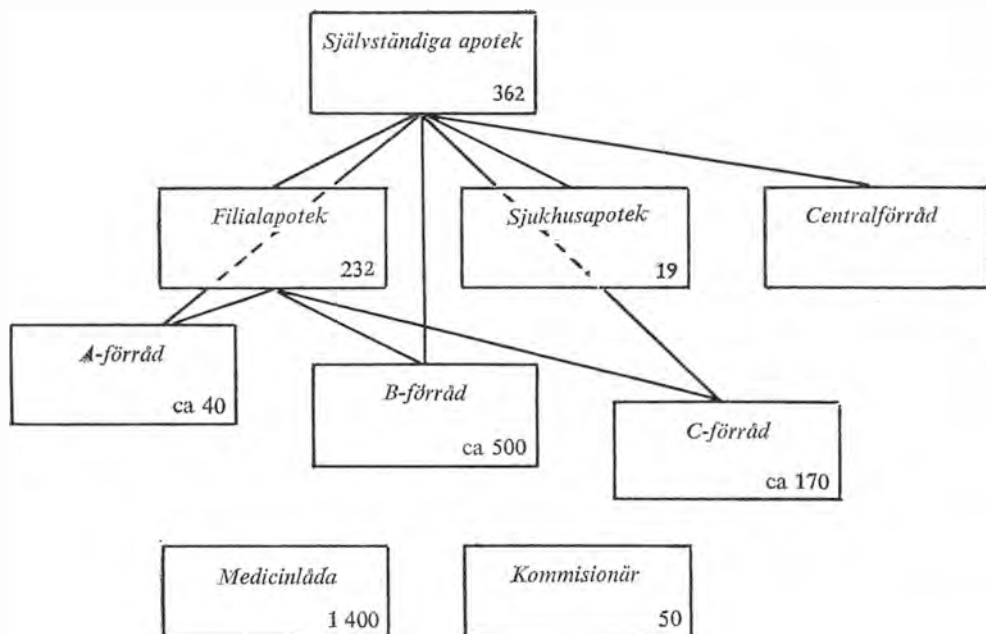 Självständiga apotek
362
Filialapotek
232
Sjukhusapotek
19
Centralförråd
A-förråd
ca 40
B-förråd
ca 500
C-förråd
ca 170
Medicinlåda
1 400
Kommisionär
50